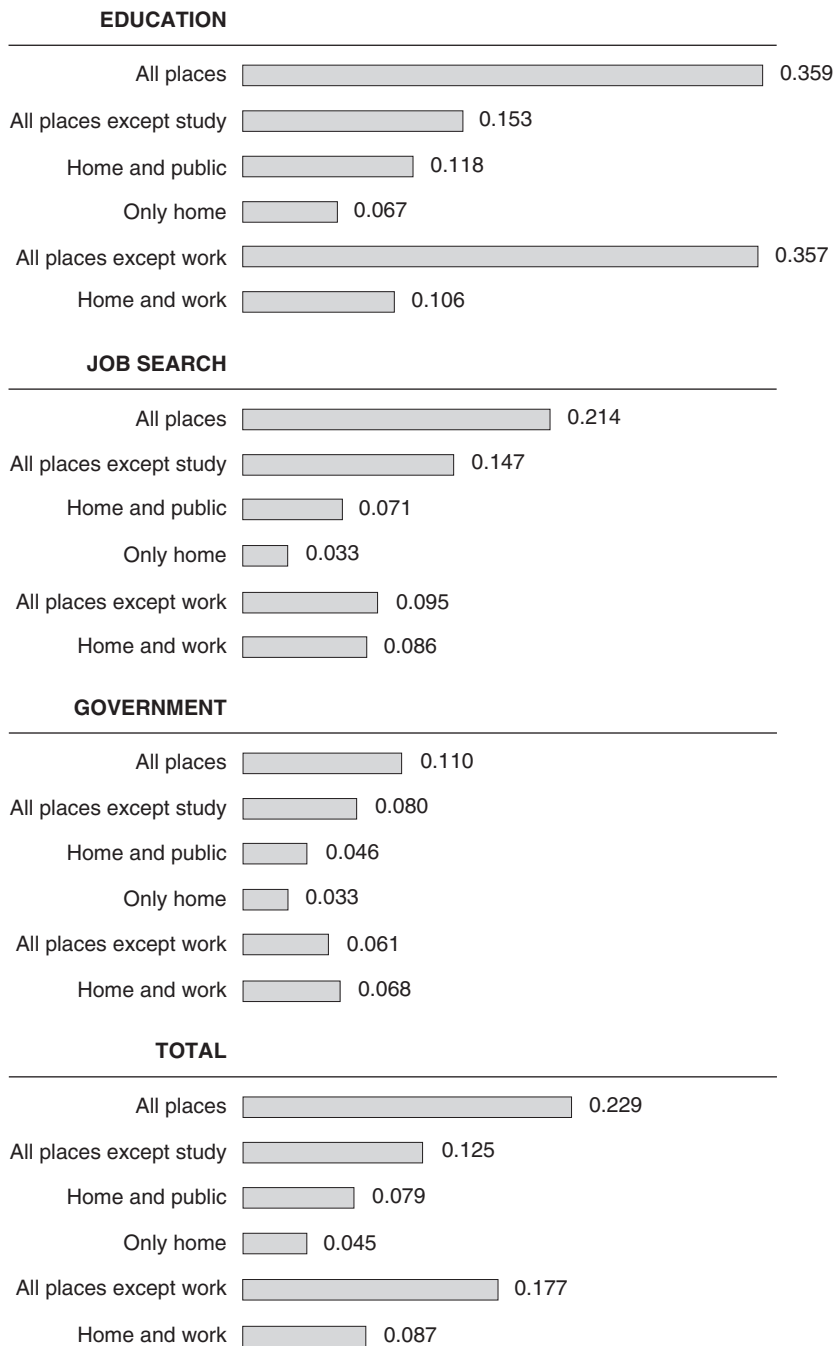 EDUCATION
All places 0.359
All places except study 0.153
Home and public 0.118
Only home 0.067
All places except work 0.357
Home and work 0.106
JOB SEARCH
All places 0.214
All places except study 0.147
Home and public 0.071
Only home 0.033
All places except work 0.095
Home and work 0.086
GOVERNMENT
All places 0.110
All places except study 0.080
Home and public 0.046
Only home 0.033
All places except work 0.061
Home and work 0.068
TOTAL
All places 0.229
All places except study 0.125
Home and public 0.079
Only home 0.045
All places except work 0.177
Home and work 0.087